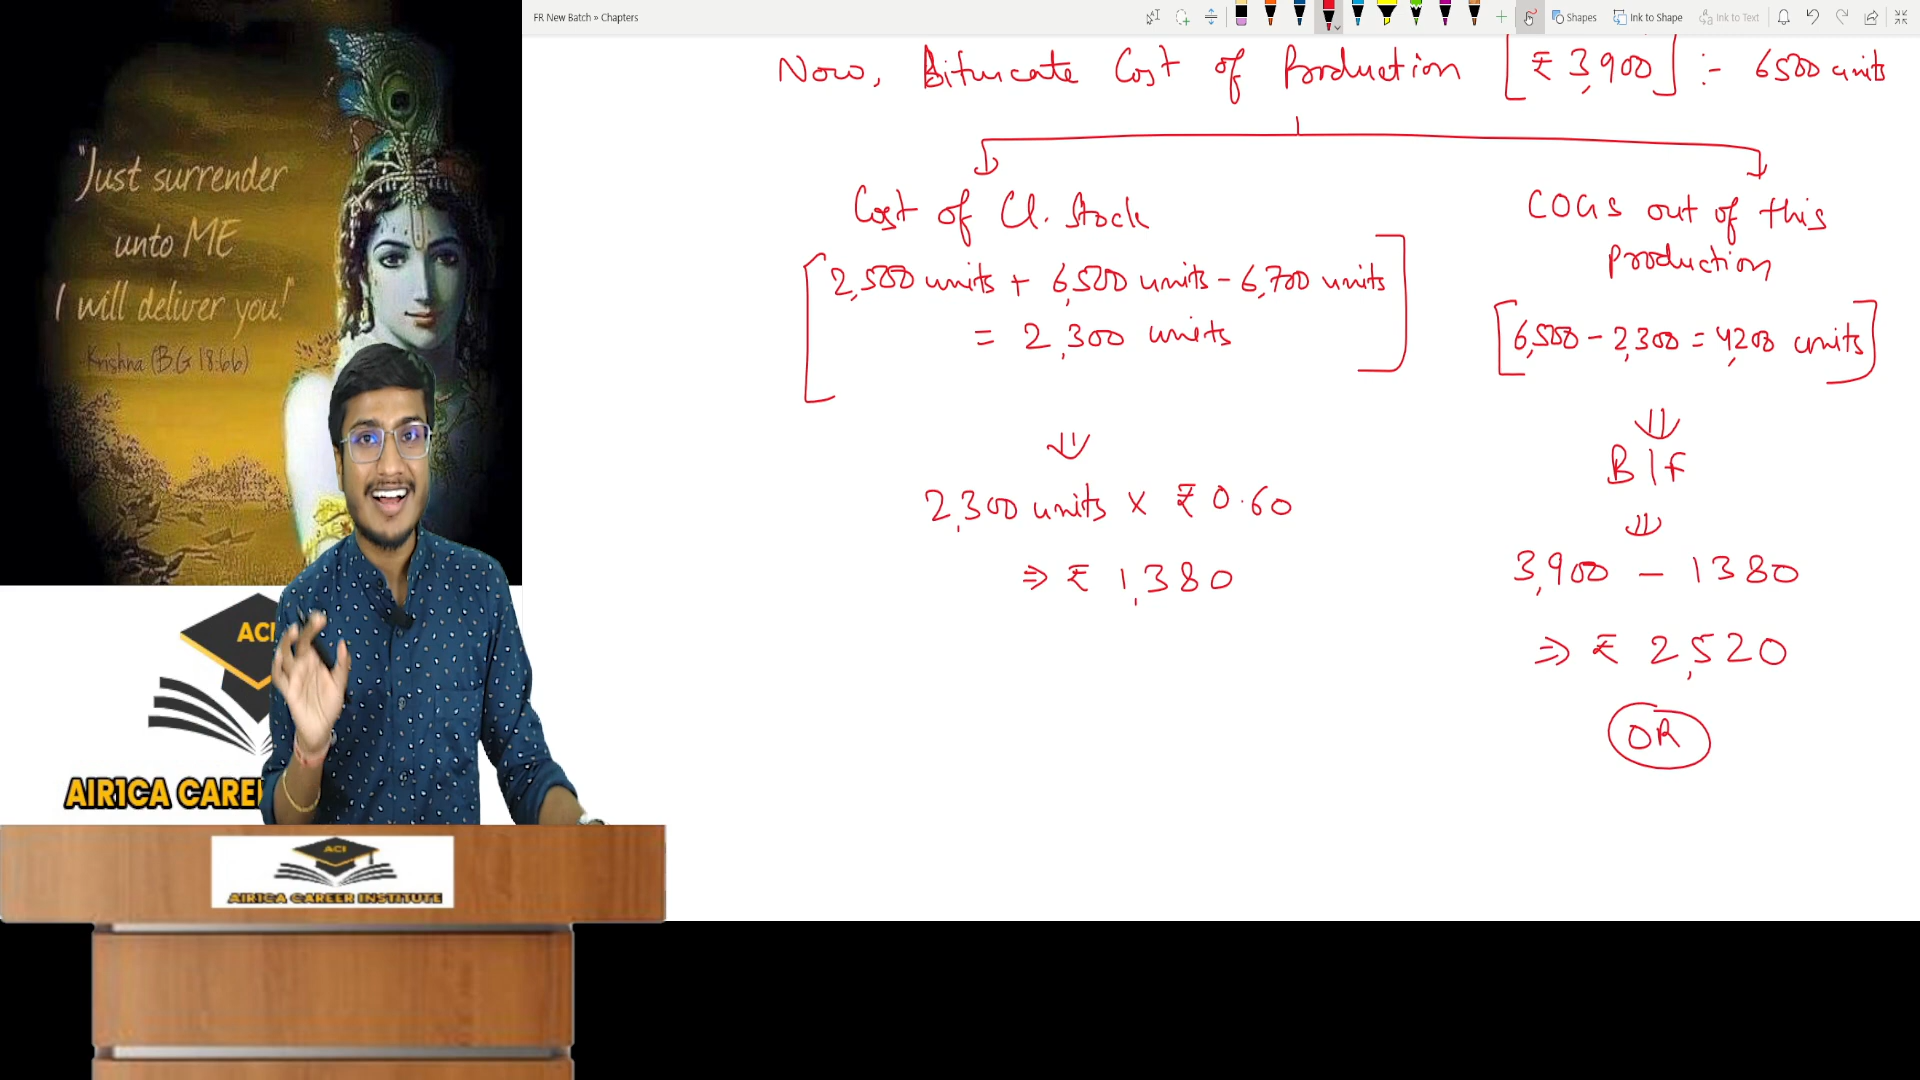 FR New Batch » Chapters
Shapes
Ink to Shape
Ink to Text
"Just surrender
unto ME
I will deliver you!"
Krishna (B.G 18:66)
ACI
AIR1CA CAREE
ACI
AIR1CA CAREER INSTITUTE
Now, Bifurcate Cost of Production [₹ 3,900] :- 6500 units
Cost of Cl. Stock
[2,500 units + 6,500 units - 6,700 units
= 2,300 units]
⇓
2,300 units × ₹ 0.60
⇒ ₹ 1,380
COGS out of this
production
[6,500 - 2,300 = 4,200 units]
⇓
B|F
⇓
3,900 - 1380
⇒ ₹ 2,520
OR